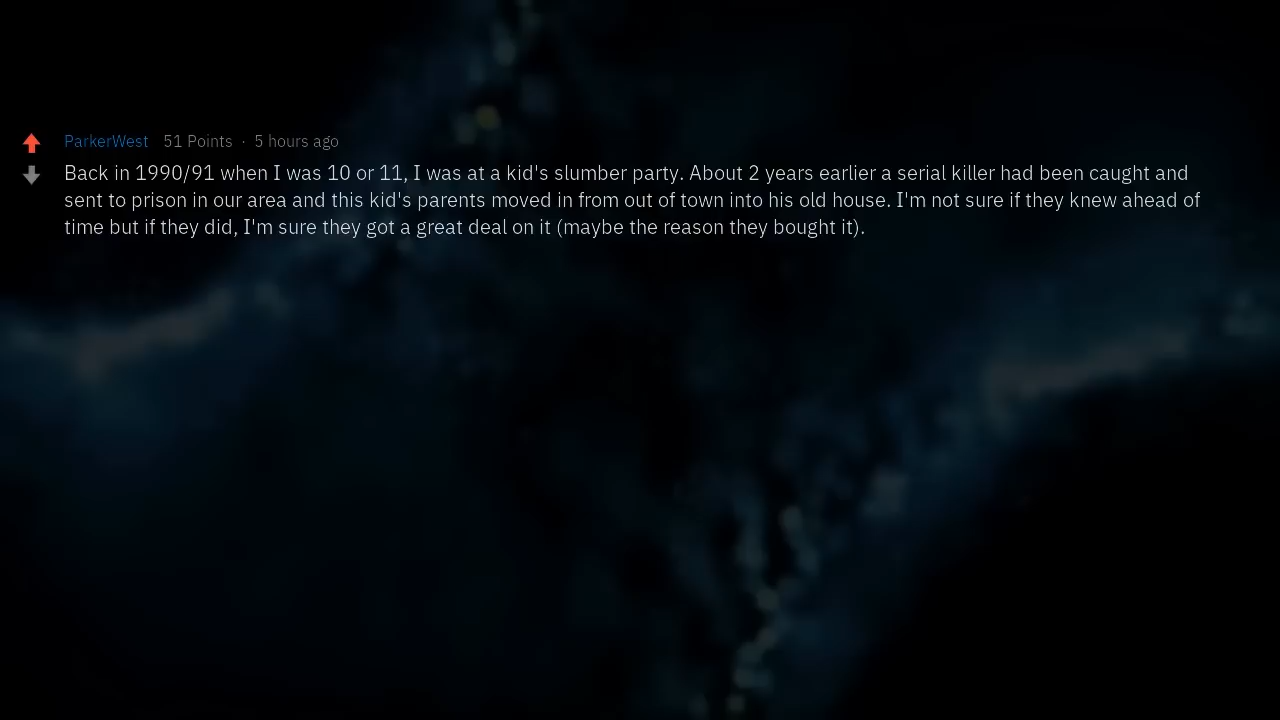 ParkerWest 51 Points · 5 hours ago
Back in 1990/91 when I was 10 or 11, I was at a kid's slumber party. About 2 years earlier a serial killer had been caught and
sent to prison in our area and this kid's parents moved in from out of town into his old house. I'm not sure if they knew ahead of
time but if they did, I'm sure they got a great deal on it (maybe the reason they bought it).